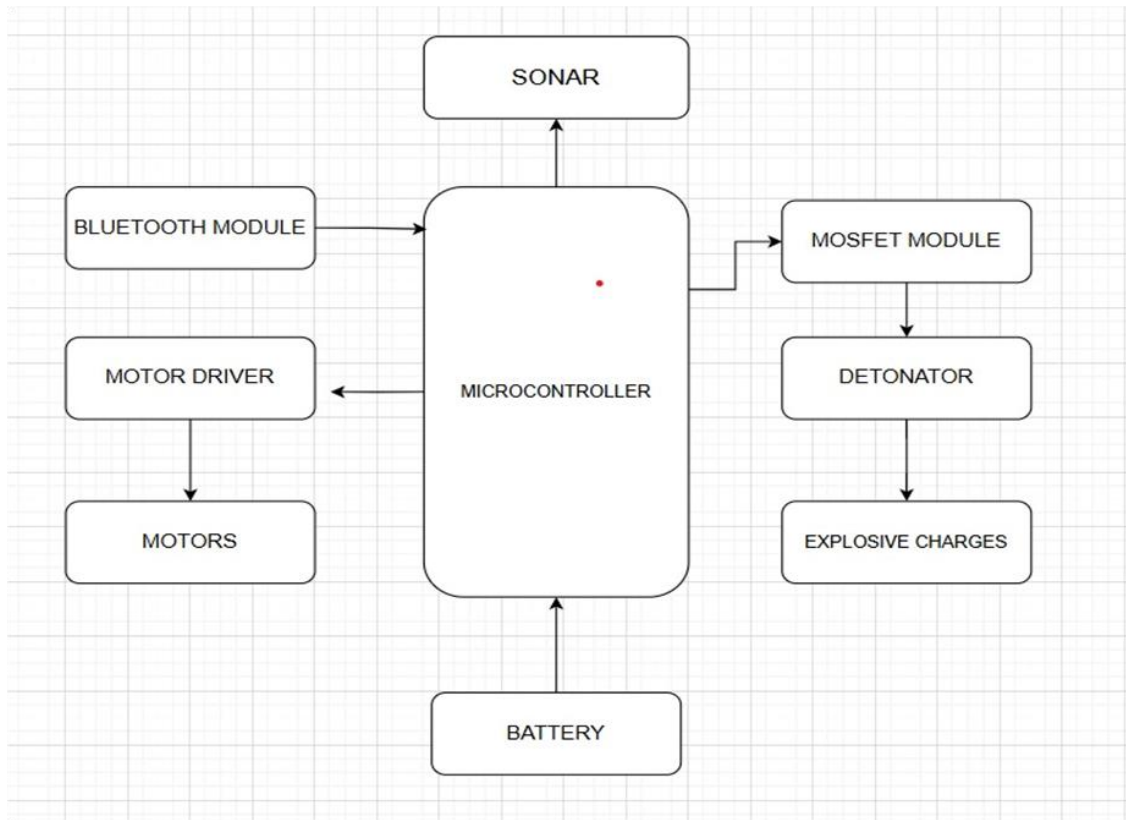 SONAR
BLUETOOTH MODULE
MOSFET MODULE
MOTOR DRIVER
MICROCONTROLLER
DETONATOR
MOTORS
EXPLOSIVE CHARGES
BATTERY